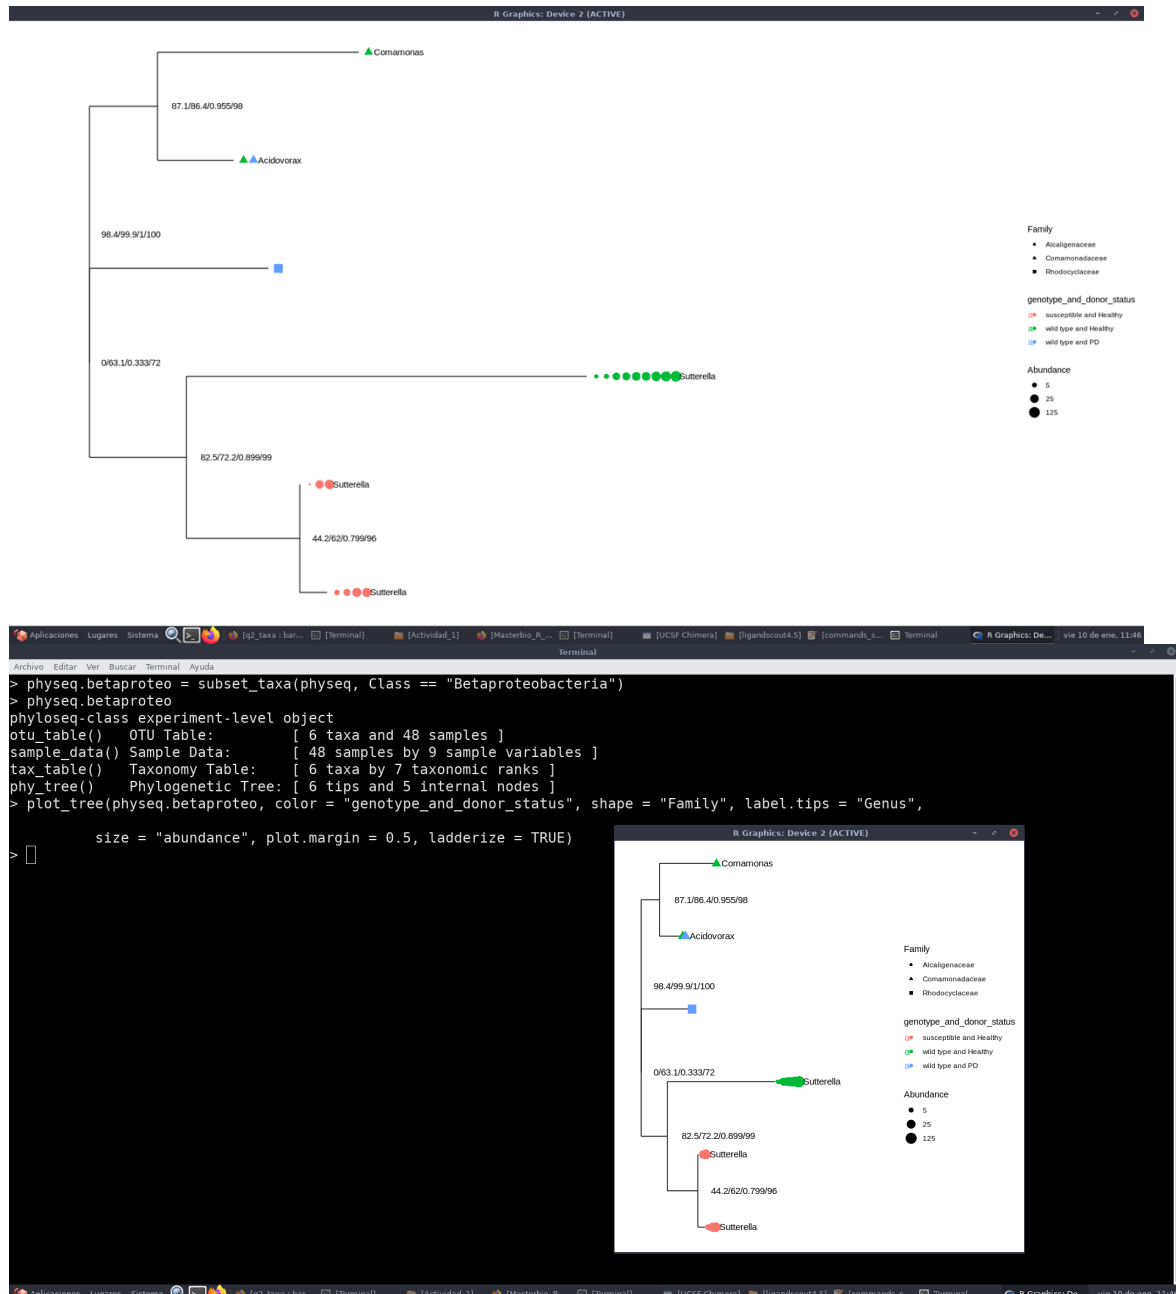 R Graphics: Device 2 (ACTIVE)
Comamonas
87.1/86.4/0.955/98
Acidovorax
98.4/99.9/1/100
0/63.1/0.333/72
Sutterella
82.5/72.2/0.899/99
Sutterella
44.2/62/0.799/96
Sutterella
Family
Alcaligenaceae
Comamonadaceae
Rhodocyclaceae
genotype_and_donor_status
a susceptible and Healthy
a wild type and Healthy
a wild type and PD
Abundance
5
25
125
Aplicaciones Lugares Sistema [q2_taxa : bar... [Terminal] [Actividad_1] [Masterbio_R_... [Terminal] [UCSF Chimera] [ligandscout4.5] [commands_s... Terminal R Graphics: De... vie 10 de ene, 11:46
Terminal
Archivo Editar Ver Buscar Terminal Ayuda
> physeq.betaproteo = subset_taxa(physeq, Class == "Betaproteobacteria")
> physeq.betaproteo
phyloseq-class experiment-level object
otu_table() OTU Table: [ 6 taxa and 48 samples ]
sample_data() Sample Data: [ 48 samples by 9 sample variables ]
tax_table() Taxonomy Table: [ 6 taxa by 7 taxonomic ranks ]
phy_tree() Phylogenetic Tree: [ 6 tips and 5 internal nodes ]
> plot_tree(physeq.betaproteo, color = "genotype_and_donor_status", shape = "Family", label.tips = "Genus",
size = "abundance", plot.margin = 0.5, ladderize = TRUE)
>
R Graphics: Device 2 (ACTIVE)
Comamonas
87.1/86.4/0.955/98
Acidovorax
98.4/99.9/1/100
0/63.1/0.333/72
Sutterella
82.5/72.2/0.899/99
Sutterella
44.2/62/0.799/96
Sutterella
Family
Alcaligenaceae
Comamonadaceae
Rhodocyclaceae
genotype_and_donor_status
a susceptible and Healthy
a wild type and Healthy
a wild type and PD
Abundance
5
25
125